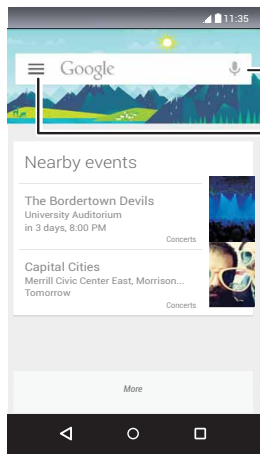 11:35
Google
Nearby events
The Bordertown Devils
University Auditorium
in 3 days, 8:00 PM
Concerts
Capital Cities
Merrill Civic Center East, Morrison...
Tomorrow
Concerts
More